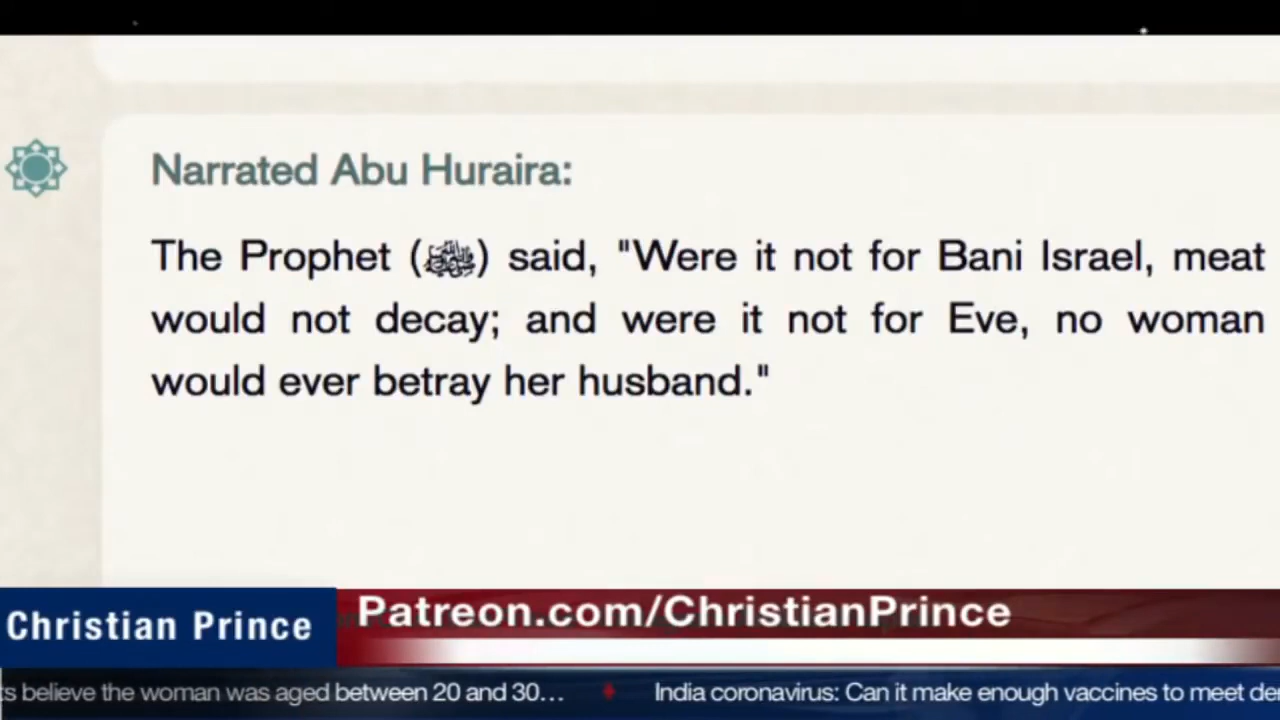 Narrated Abu Huraira:
The Prophet (ﷺ) said, "Were it not for Bani Israel, meat
would not decay; and were it not for Eve, no woman
would ever betray her husband."
Patreon.com/ChristianPrince
Christian Prince
believe the woman was aged between 20 and 30… ♦ India coronavirus: Can it make enough vaccines to meet